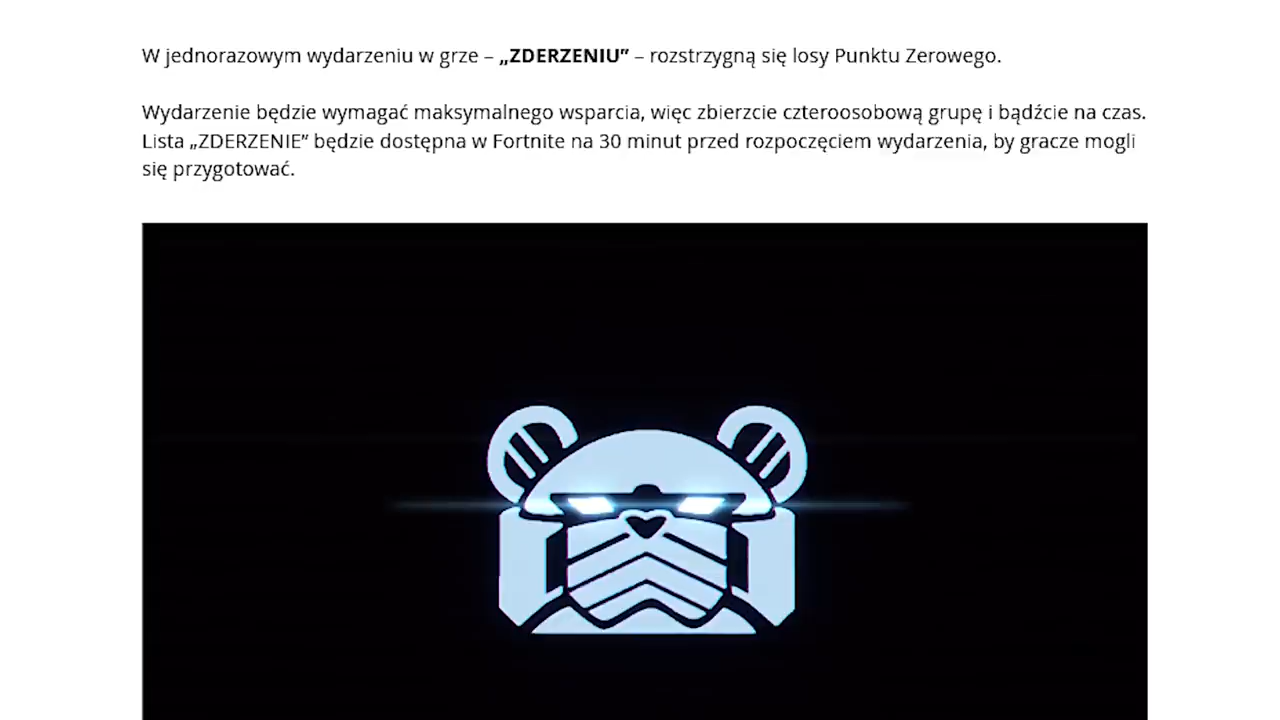 W jednorazowym wydarzeniu w grze – „ZDERZENIU” – rozstrzygną się losy Punktu Zerowego.
Wydarzenie będzie wymagać maksymalnego wsparcia, więc zbierzcie czteroosobową grupę i bądźcie na czas.
Lista „ZDERZENIE” będzie dostępna w Fortnite na 30 minut przed rozpoczęciem wydarzenia, by gracze mogli
się przygotować.